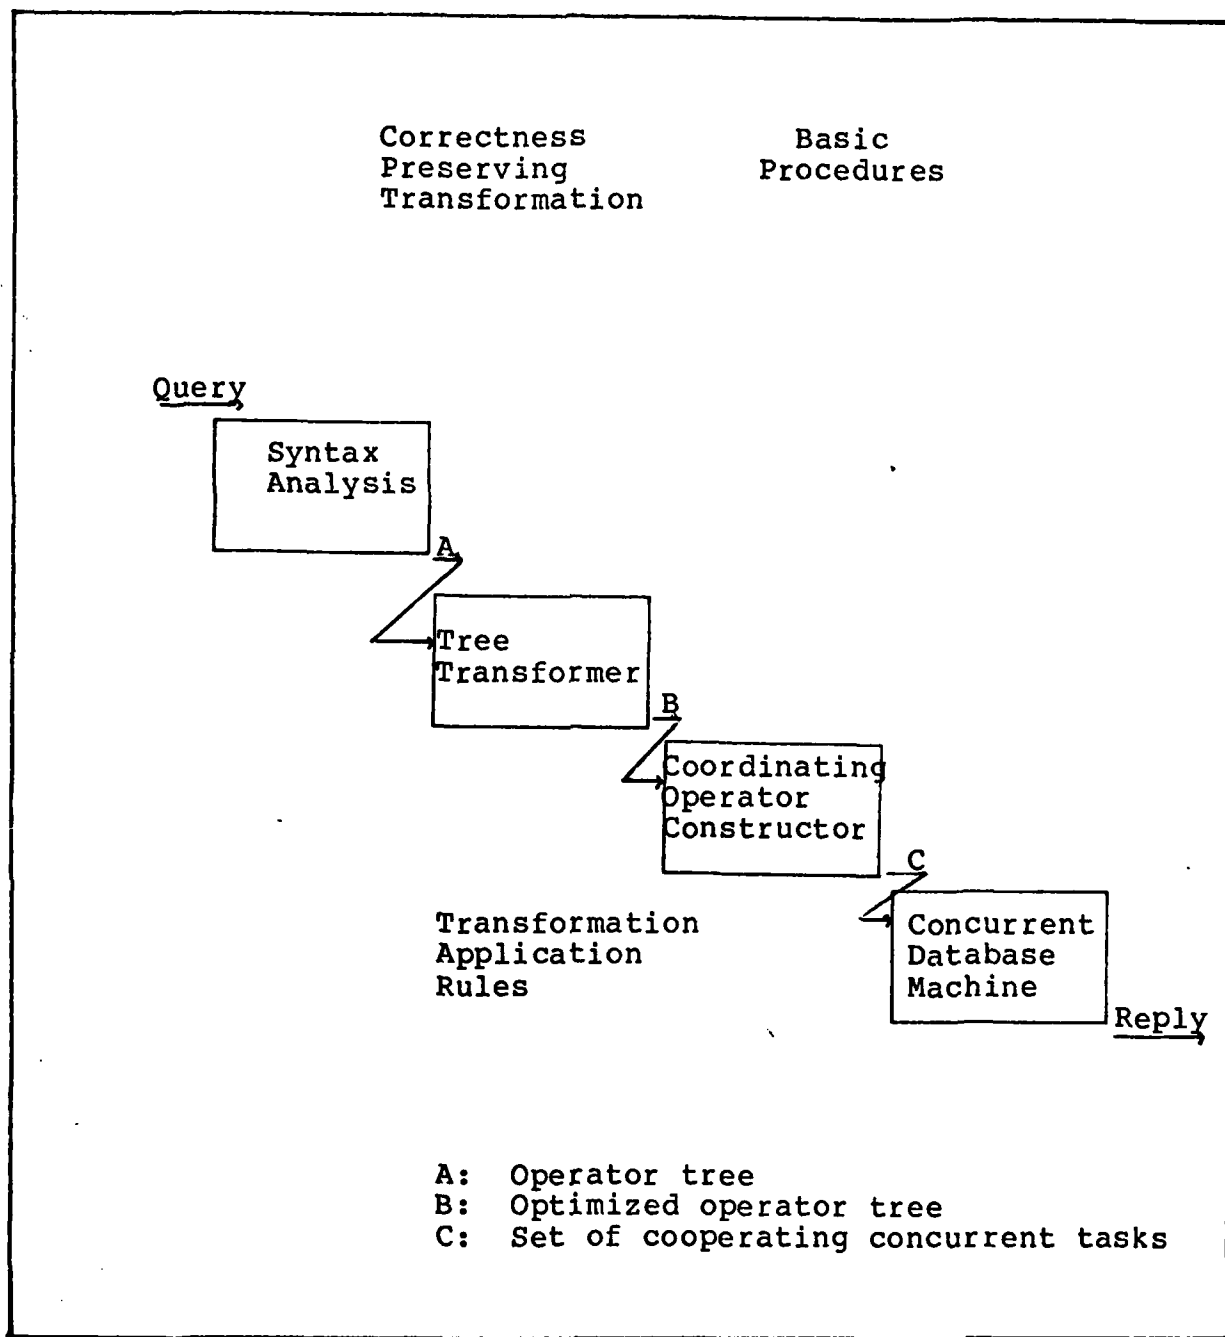 Correctness
Preserving
Transformation
Basic
Procedures
Query
Syntax
Analysis
A
Tree
Transformer
B
Coordinating
Operator
Constructor
C
Concurrent
Database
Machine
Reply
Transformation
Application
Rules
A: Operator tree
B: Optimized operator tree
C: Set of cooperating concurrent tasks